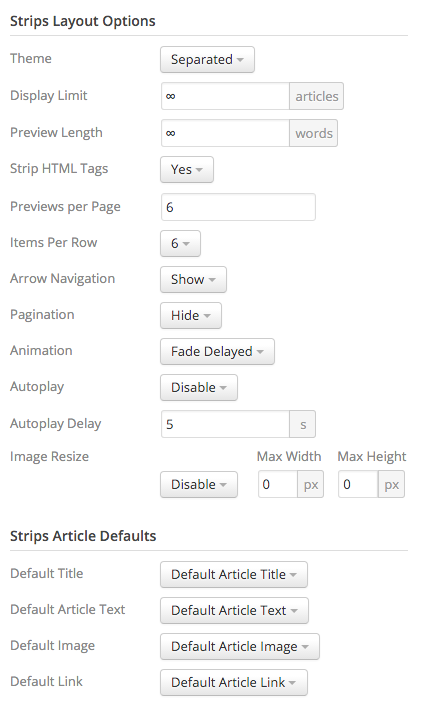 Strips Layout Options
Theme Separated
Display Limit ∞ articles
Preview Length ∞ words
Strip HTML Tags Yes
Previews per Page 6
Items Per Row 6
Arrow Navigation Show
Pagination Hide
Animation Fade Delayed
Autoplay Disable
Autoplay Delay 5 s
Image Resize Max Width Max Height
Disable 0 px 0 px
Strips Article Defaults
Default Title Default Article Title
Default Article Text Default Article Text
Default Image Default Article Image
Default Link Default Article Link